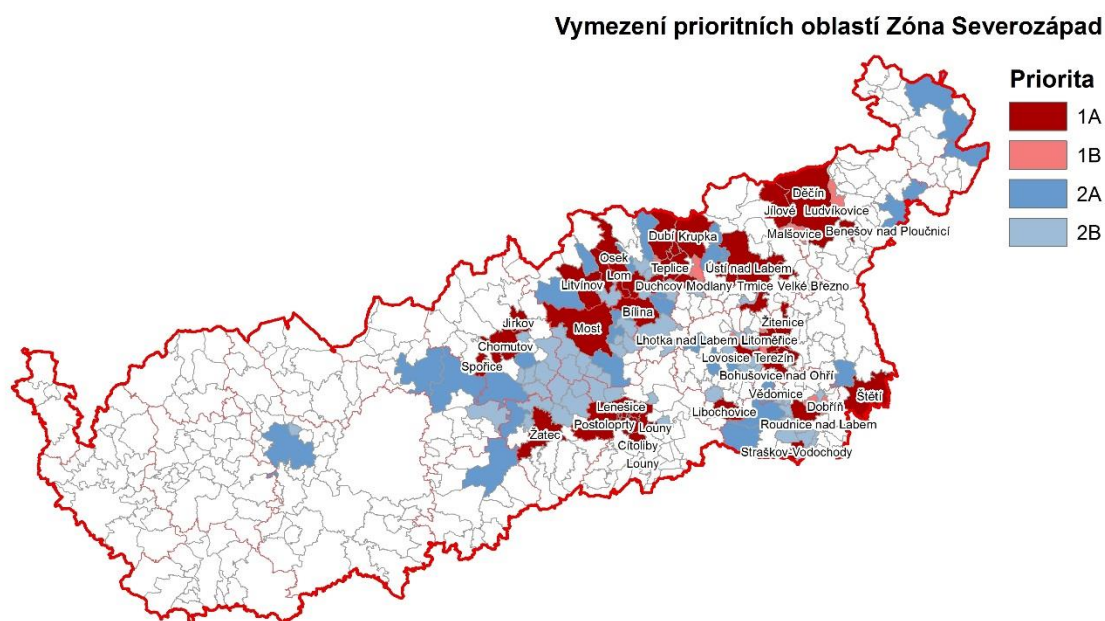 Vymezení prioritních oblastí Zóna Severozápad
Priorita
1A
1B
2A
2B
Děčín
Jílové
Ludvíkovice
Malšovice
Benešov nad Ploučnicí
Dubí
Krupka
Osek
Teplice
Ústí nad Labem
Lom
Litvínov
Duchcov
Modlany
Trmice
Velké Březno
Bílina
Jirkov
Most
Žitenice
Chomutov
Lhotka nad Labem
Litoměřice
Spořice
Lovosice
Terezín
Bohušovice nad Ohří
Vědomice
Štětí
Lenešice
Libochovice
Dobříň
Postoloprty
Louny
Roudnice nad Labem
Žatec
Cítoliby
Straškov-Vodochody
Louny